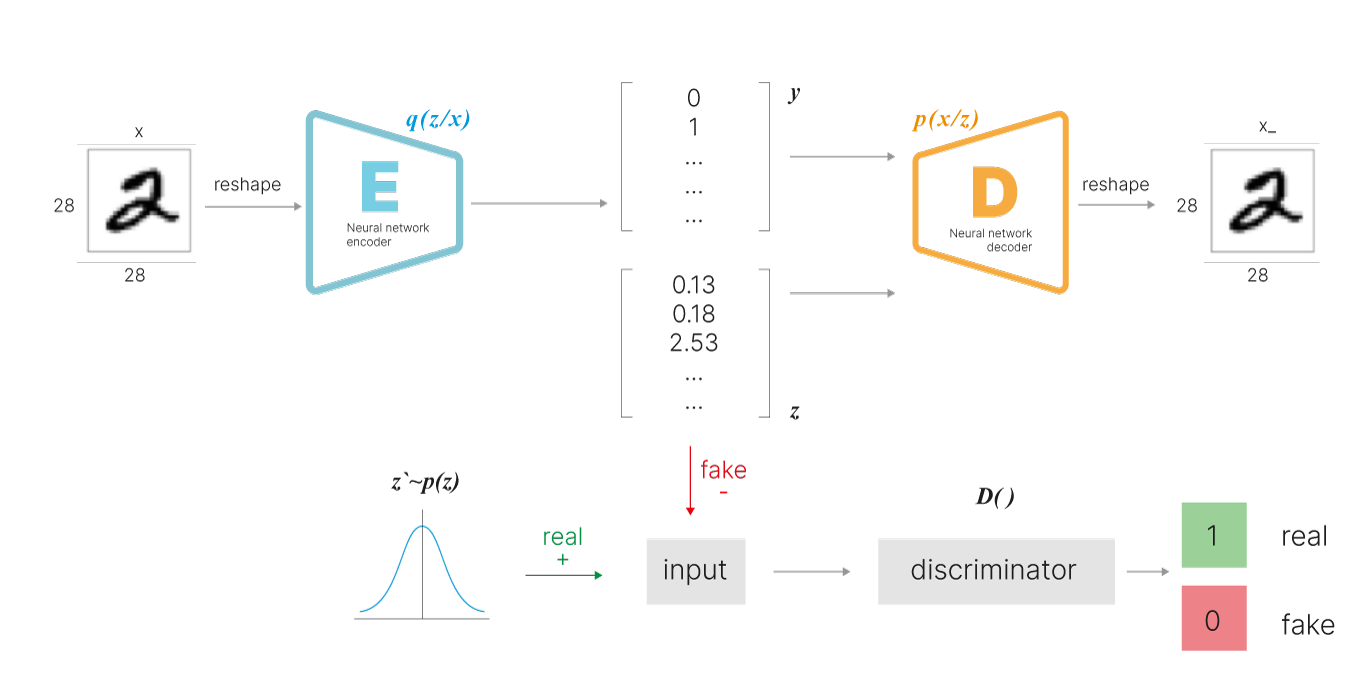 x
28
28
reshape
q(z/x)
E
Neural network
encoder
0
1
...
...
...
y
0.13
0.18
2.53
...
...
z
p(x/z)
D
Neural network
decoder
reshape
x_
28
28
fake
-
z`~p(z)
real
+
input
D( )
discriminator
1
real
0
fake